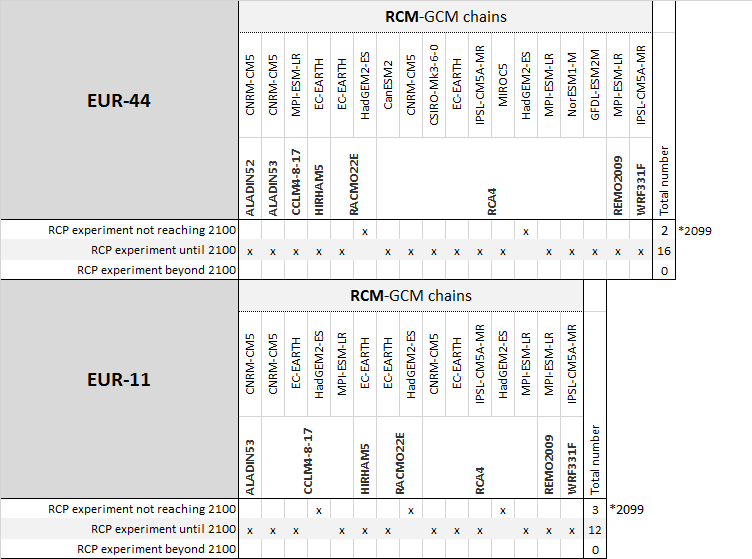 RCM-GCM chains
EUR-44
CNRM-CM5
CNRM-CM5
MPI-ESM-LR
EC-EARTH
EC-EARTH
HadGEM2-ES
CanESM2
CNRM-CM5
CSIRO-Mk3-6-0
EC-EARTH
IPSL-CM5A-MR
MIROC5
HadGEM2-ES
MPI-ESM-LR
NorESM1-M
GFDL-ESM2M
MPI-ESM-LR
IPSL-CM5A-MR
ALADIN52
ALADIN53
CCLM4-8-17
HIRHAM5
RACMO22E
RCA4
REMO2009
WRF331F
Total number
RCP experiment not reaching 2100 x x 2 *2099
RCP experiment until 2100 x x x x x x x x x x x x x x x x 16
RCP experiment beyond 2100 0
RCM-GCM chains
EUR-11
CNRM-CM5
CNRM-CM5
EC-EARTH
HadGEM2-ES
MPI-ESM-LR
EC-EARTH
EC-EARTH
HadGEM2-ES
CNRM-CM5
EC-EARTH
IPSL-CM5A-MR
HadGEM2-ES
MPI-ESM-LR
MPI-ESM-LR
IPSL-CM5A-MR
ALADIN53
CCLM4-8-17
HIRHAM5
RACMO22E
RCA4
REMO2009
WRF331F
Total number
RCP experiment not reaching 2100 x x x 3 *2099
RCP experiment until 2100 x x x x x x x x x x x x 12
RCP experiment beyond 2100 0